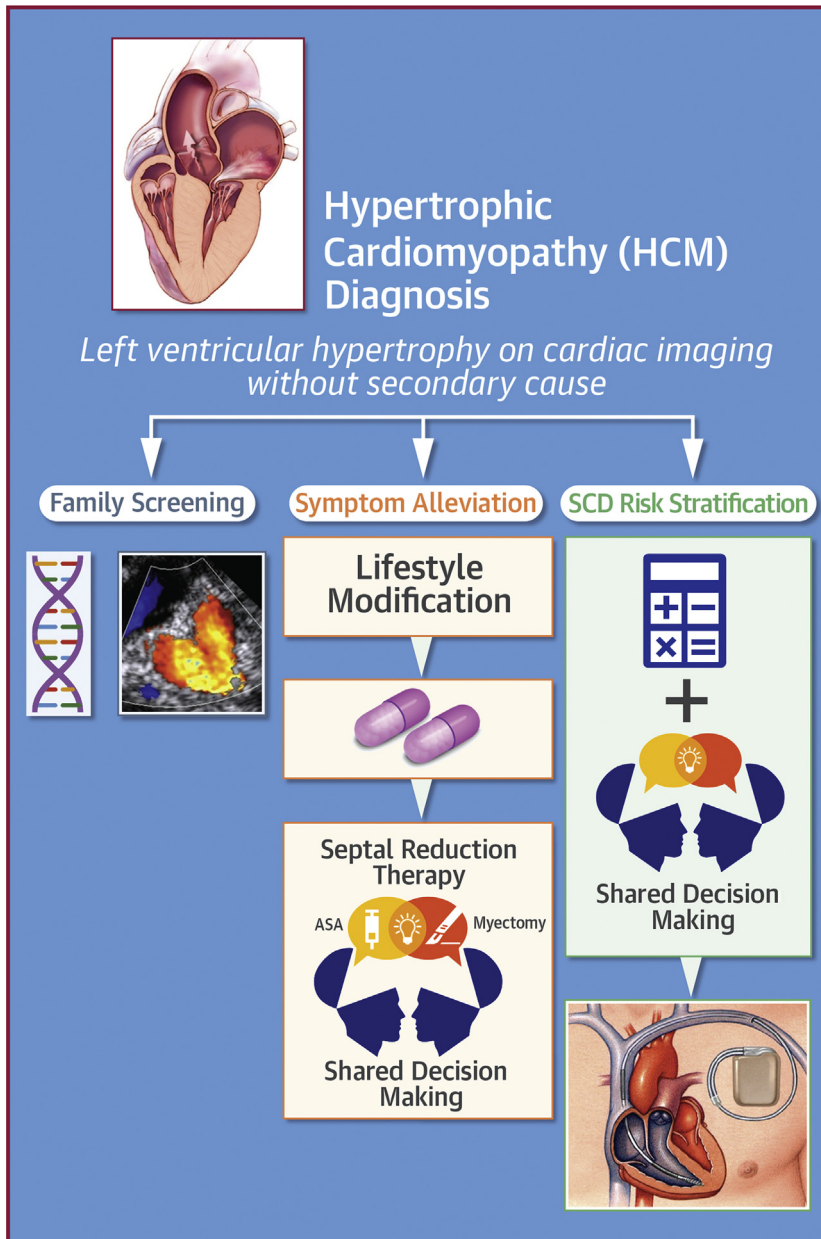 Hypertrophic
Cardiomyopathy (HCM)
Diagnosis
Left ventricular hypertrophy on cardiac imaging
without secondary cause
Family Screening
Symptom Alleviation
SCD Risk Stratification
Lifestyle
Modification
Septal Reduction
Therapy
ASA
Myectomy
Shared Decision
Making
Shared Decision
Making